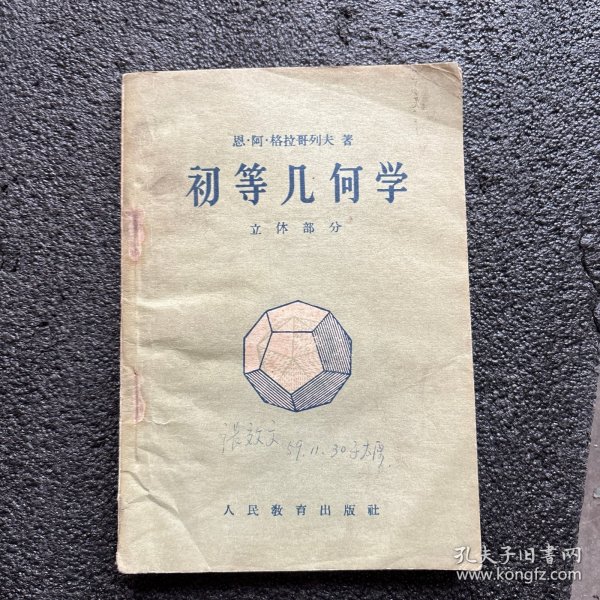 恩·阿·格拉哥列夫 著
初等几何学
立体部分
张效文 59.11.30于太原
人民教育出版社
孔夫子旧书网
www.kongfz.com